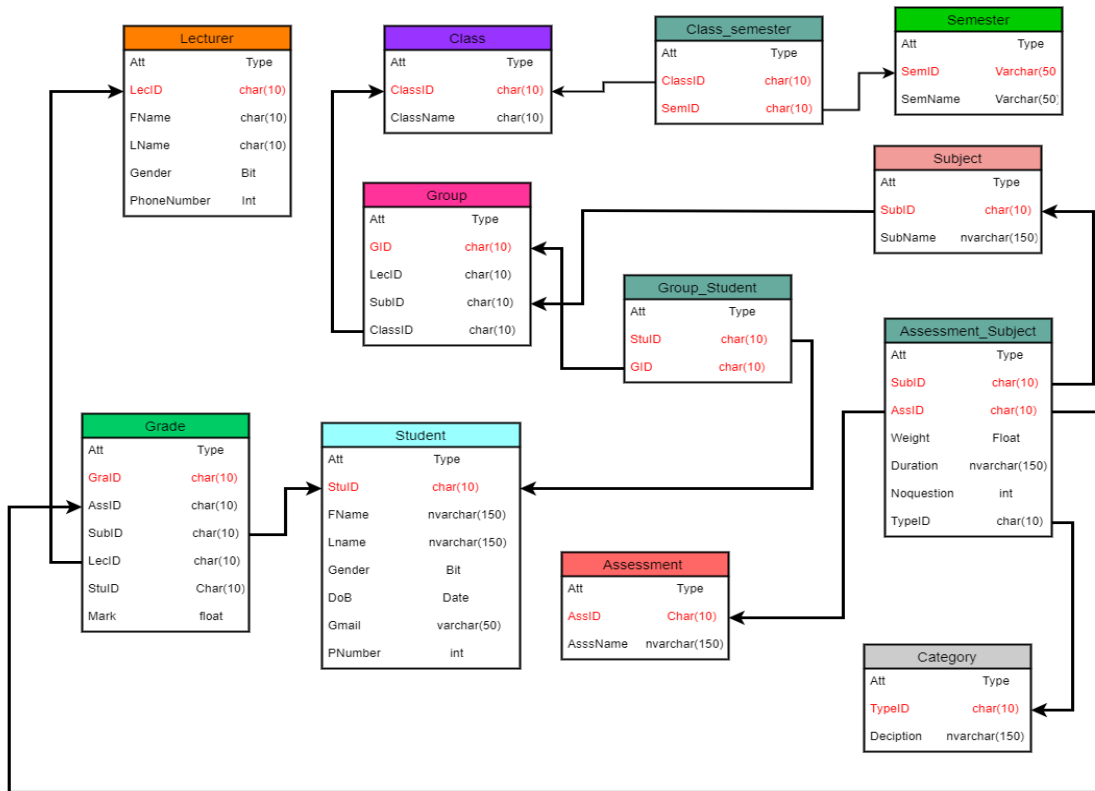 Lecturer
Att Type
LecID char(10)
FName char(10)
LName char(10)
Gender Bit
PhoneNumber Int
Class
Att Type
ClassID char(10)
ClassName char(10)
Class_semester
Att Type
ClassID char(10)
SemID char(10)
Semester
Att Type
SemID Varchar(50
SemName Varchar(50)
Subject
Att Type
SubID char(10)
SubName nvarchar(150)
Group
Att Type
GID char(10)
LecID char(10)
SubID char(10)
ClassID char(10)
Group_Student
Att Type
StuID char(10)
GID char(10)
Assessment_Subject
Att Type
SubID char(10)
AssID char(10)
Weight Float
Duration nvarchar(150)
Noquestion int
TypeID char(10)
Grade
Att Type
GraID char(10)
AssID char(10)
SubID char(10)
LecID char(10)
StuID Char(10)
Mark float
Student
Att Type
StuID char(10)
FName nvarchar(150)
Lname nvarchar(150)
Gender Bit
DoB Date
Gmail varchar(50)
PNumber int
Assessment
Att Type
AssID Char(10)
AsssName nvarchar(150)
Category
Att Type
TypeID char(10)
Deciption nvarchar(150)